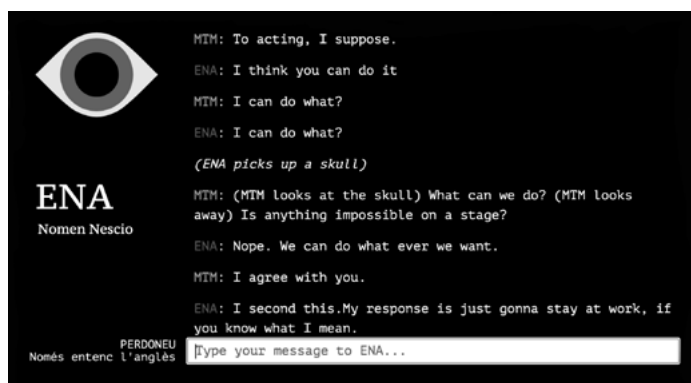 MTM: To acting, I suppose.
ENA: I think you can do it
MTM: I can do what?
ENA: I can do what?
(ENA picks up a skull)
MTM: (MTM looks at the skull) What can we do? (MTM looks
away) Is anything impossible on a stage?
ENA: Nope. We can do what ever we want.
MTM: I agree with you.
ENA: I second this.My response is just gonna stay at work, if
you know what I mean.
ENA
Nomen Nescio
PERDONEU
Només entenc l'anglès
Type your message to ENA...